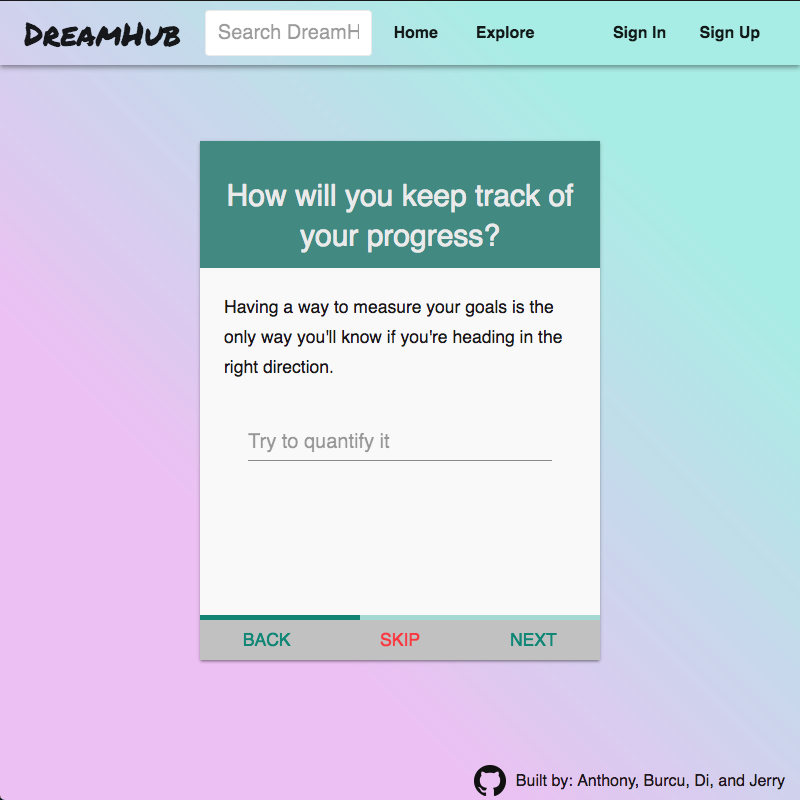 DreamHub Search DreamH Home Explore Sign In Sign Up
How will you keep track of
your progress?
Having a way to measure your goals is the
only way you'll know if you're heading in the
right direction.
Try to quantify it
BACK SKIP NEXT
Built by: Anthony, Burcu, Di, and Jerry